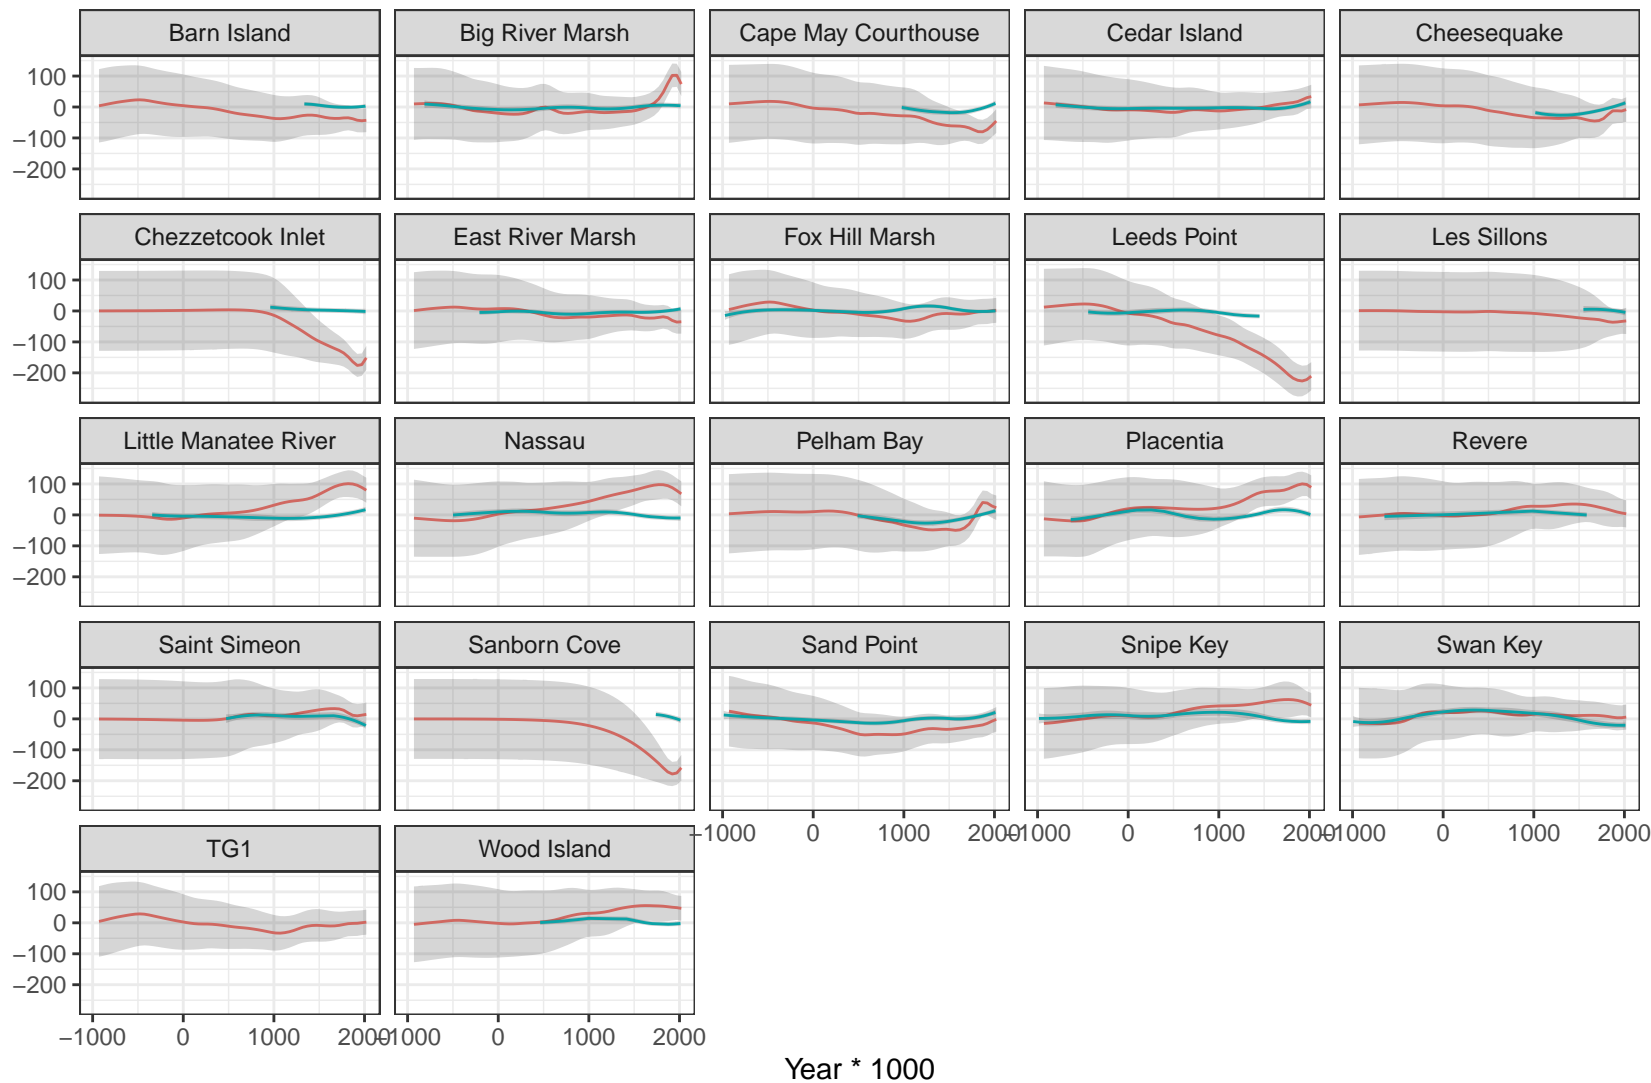 Barn Island Big River Marsh Cape May Courthouse Cedar Island Cheesequake
100
0
−100
−200
Chezzetcook Inlet East River Marsh Fox Hill Marsh Leeds Point Les Sillons
100
0
−100
−200
Little Manatee River Nassau Pelham Bay Placentia Revere
100
0
−100
−200
Saint Simeon Sanborn Cove Sand Point Snipe Key Swan Key
100
0
−100
−200
−1000 0 1000 2000 −1000 0 1000 2000 −1000 0 1000 2000
TG1 Wood Island
100
0
−100
−200
−1000 0 1000 2000 −1000 0 1000 2000
Year * 1000